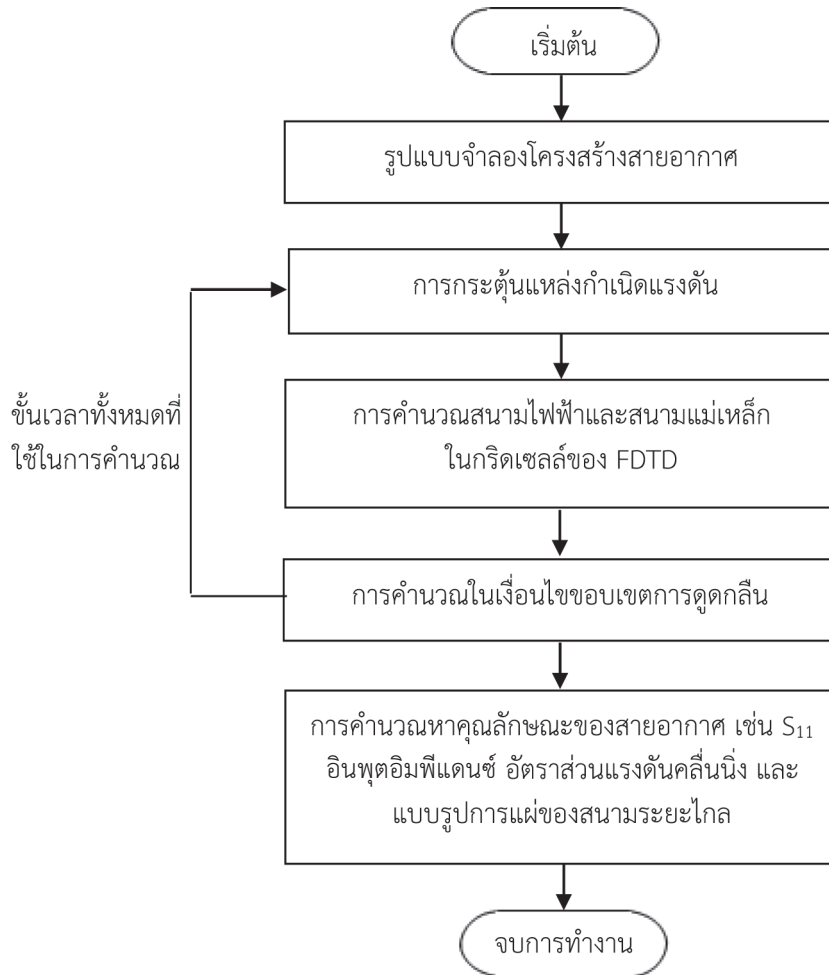 เริ่มต้น
รูปแบบจำลองโครงสร้างสายอากาศ
การกระตุ้นแหล่งกำเนิดแรงดัน
ขั้นเวลาทั้งหมดที่
ใช้ในการคำนวณ
การคำนวณสนามไฟฟ้าและสนามแม่เหล็ก
ในกริดเซลล์ของ FDTD
การคำนวณในเงื่อนไขขอบเขตการดูดกลืน
การคำนวณหาคุณลักษณะของสายอากาศ เช่น S₁₁
อินพุตอิมพีแดนซ์ อัตราส่วนแรงดันคลื่นนิ่ง และ
แบบรูปการแผ่ของสนามระยะไกล
จบการทำงาน